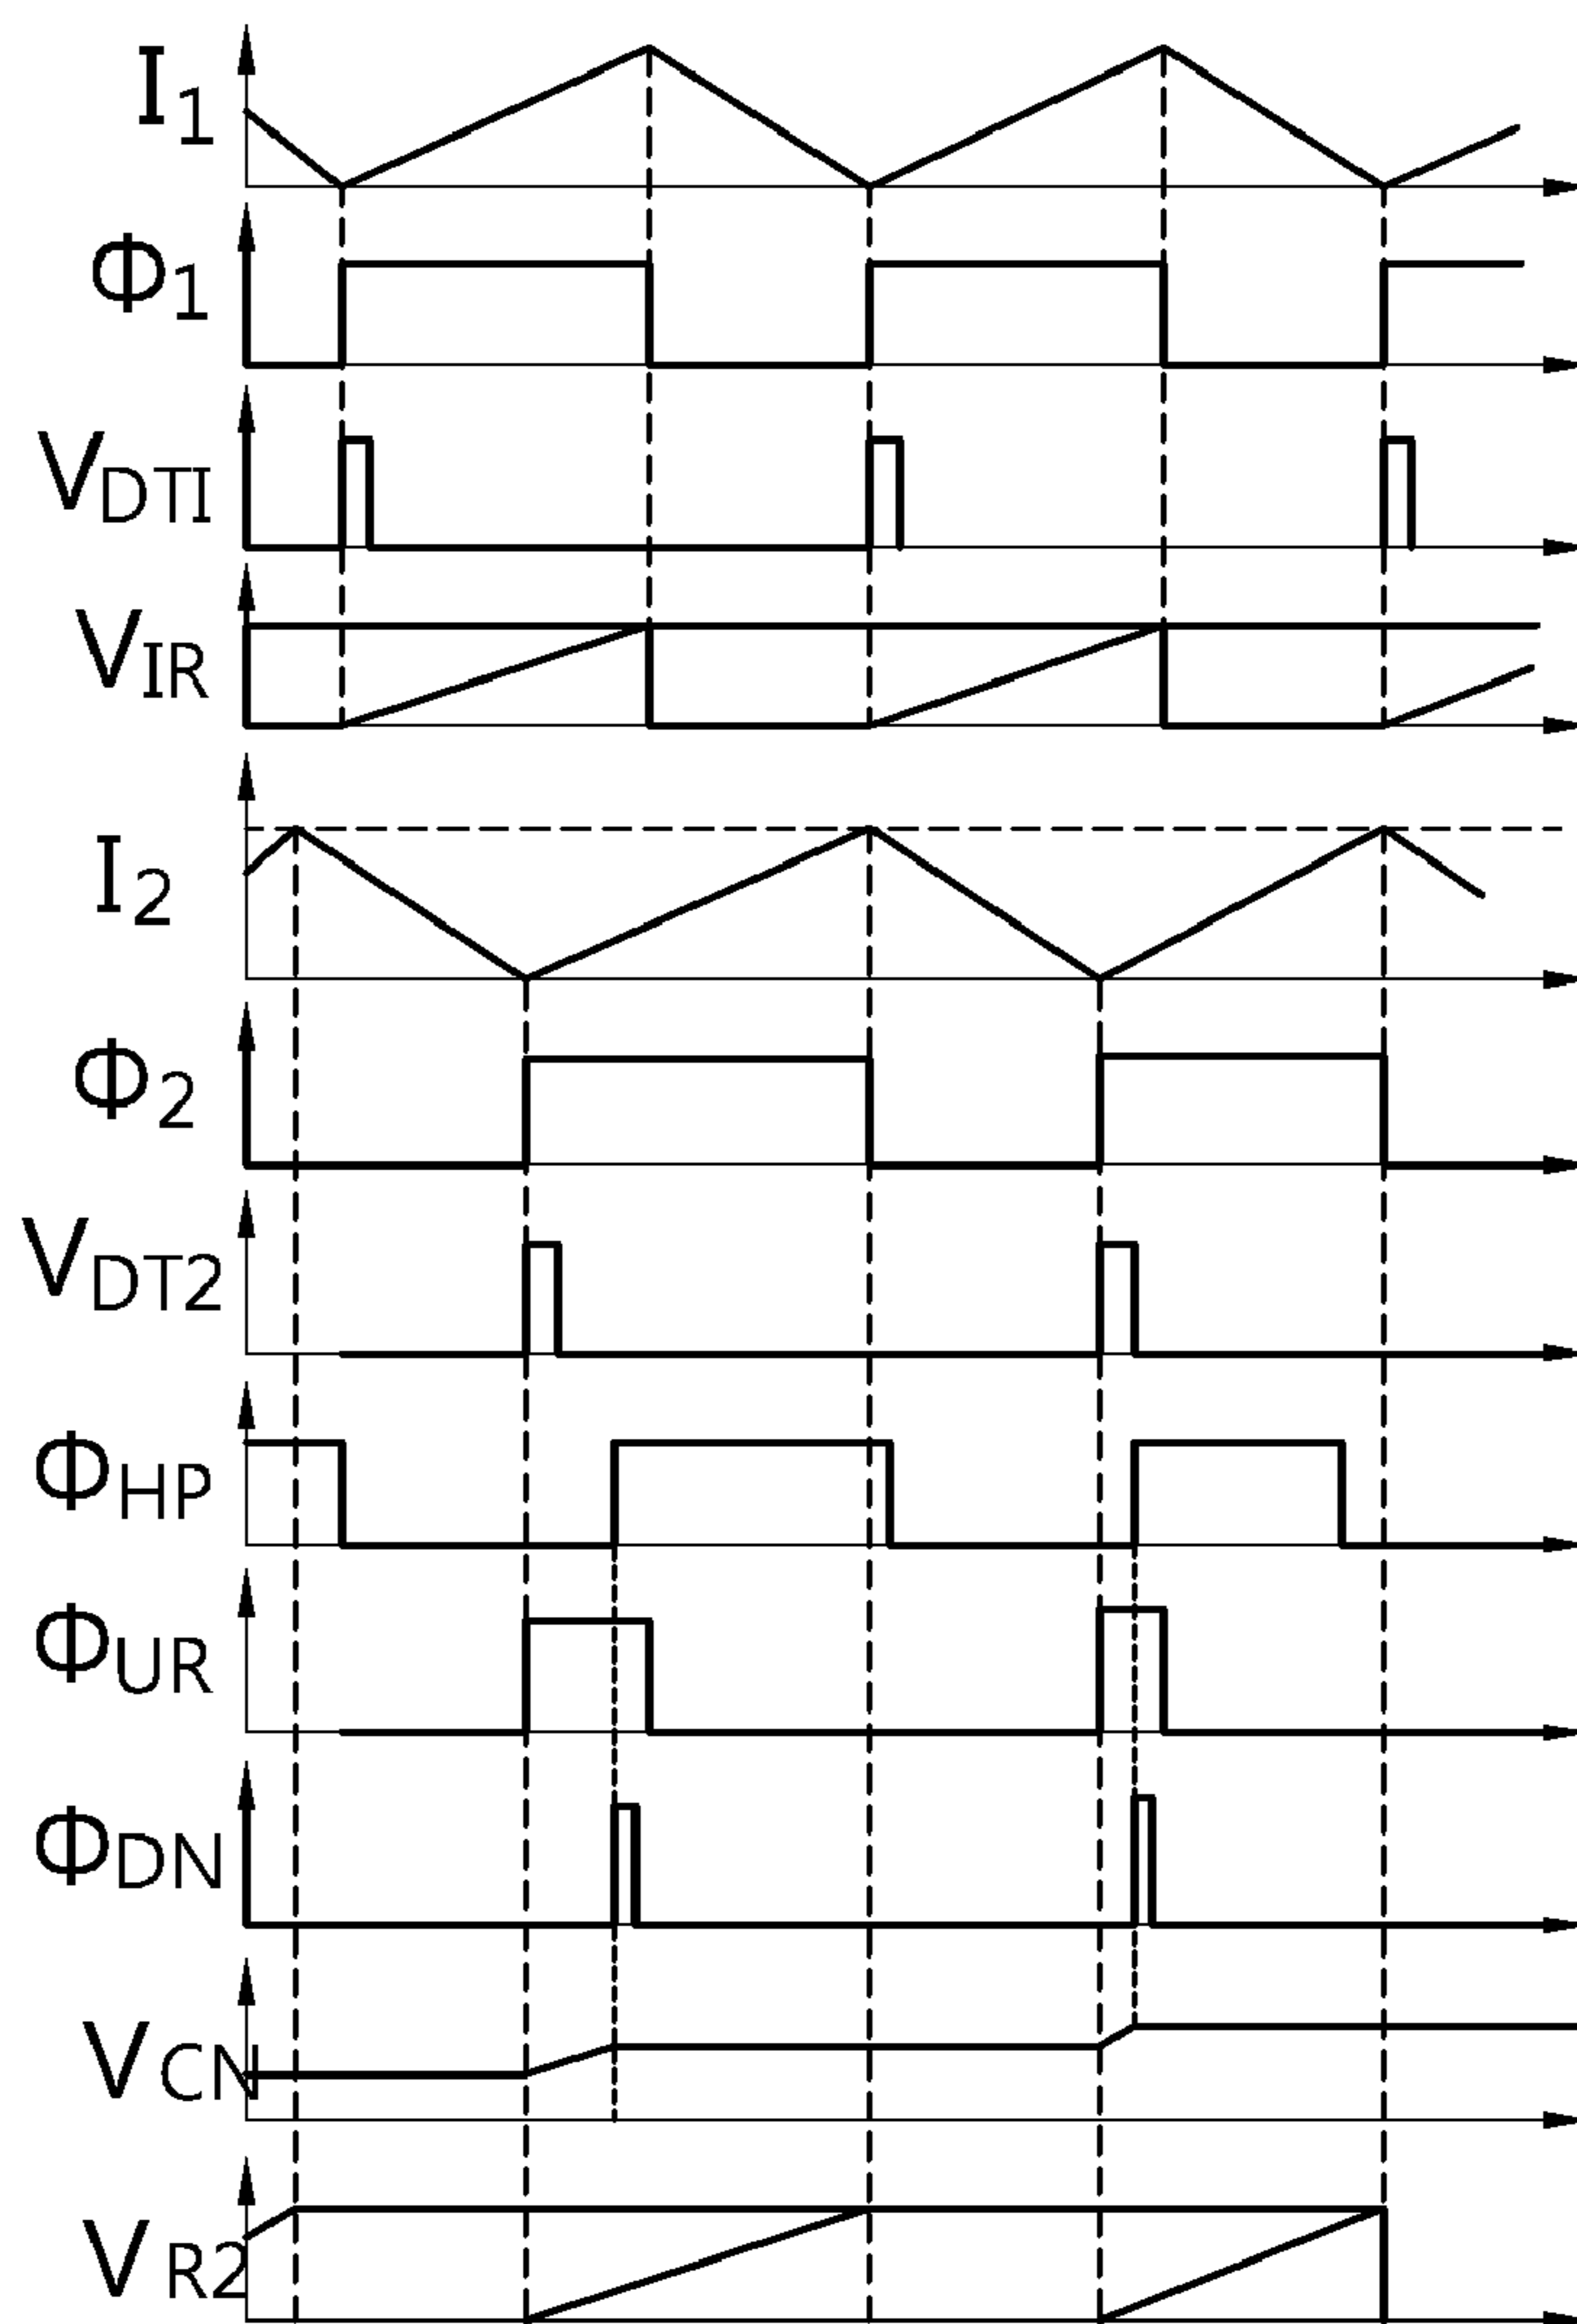 I1
Φ1
VDTI
VIR
I2
Φ2
VDT2
ΦHP
ΦUR
ΦDN
VCN
VR2